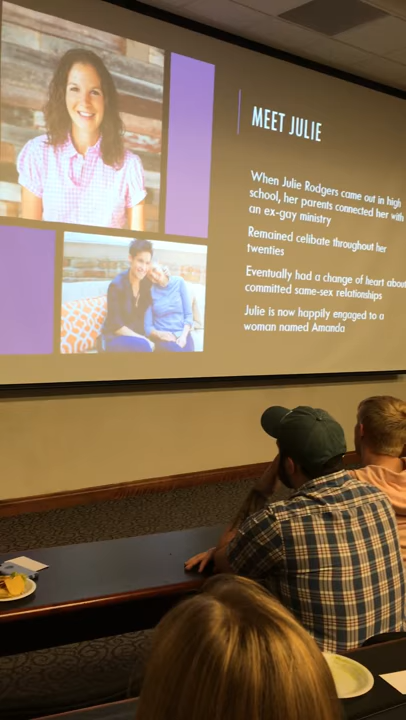 MEET JULIE
When Julie Rodgers came out in high
school, her parents connected her with
an ex-gay ministry
Remained celibate throughout her
twenties
Eventually had a change of heart about
committed same-sex relationships
Julie is now happily engaged to a
woman named Amanda